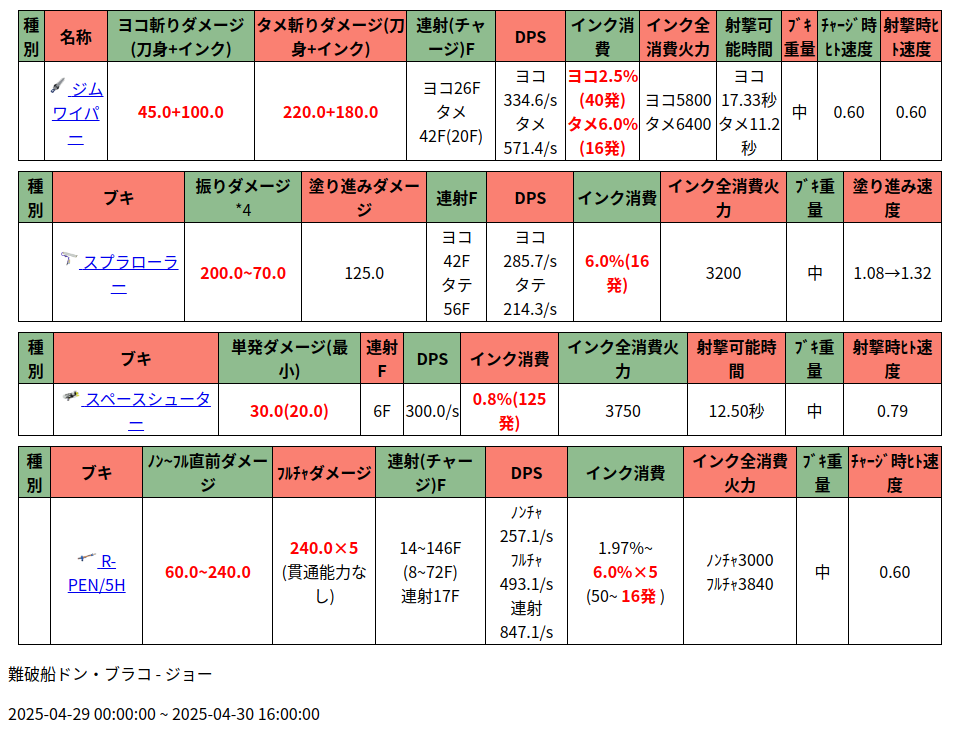 種別 名称 ヨコ斬りダメージ(刀身+インク) タメ斬りダメージ(刀身+インク) 連射(チャージ)F DPS インク消費 インク全消費火力 射撃可能時間 ﾌﾞｷ重量 ﾁｬｰｼﾞ時ﾋﾄ速度 射撃時ﾋﾄ速度
ジムワイパー 45.0+100.0 220.0+180.0 ヨコ26F タメ42F(20F) ヨコ334.6/s タメ571.4/s ヨコ2.5%(40発) タメ6.0%(16発) ヨコ5800 タメ6400 ヨコ17.33秒 タメ11.2秒 中 0.60 0.60
種別 ブキ 振りダメージ*4 塗り進みダメージ 連射F DPS インク消費 インク全消費火力 ﾌﾞｷ重量 塗り進み速度
スプラローラー 200.0~70.0 125.0 ヨコ42F タテ56F ヨコ285.7/s タテ214.3/s 6.0%(16発) 3200 中 1.08→1.32
種別 ブキ 単発ダメージ(最小) 連射F DPS インク消費 インク全消費火力 射撃可能時間 ﾌﾞｷ重量 射撃時ﾋﾄ速度
スペースシューター 30.0(20.0) 6F 300.0/s 0.8%(125発) 3750 12.50秒 中 0.79
種別 ブキ ﾉﾝ~ﾌﾙ直前ダメージ ﾌﾙﾁｬダメージ 連射(チャージ)F DPS インク消費 インク全消費火力 ﾌﾞｷ重量 ﾁｬｰｼﾞ時ﾋﾄ速度
R-PEN/5H 60.0~240.0 240.0×5 (貫通能力なし) 14~146F (8~72F) 連射17F ﾉﾝﾁｬ257.1/s ﾌﾙﾁｬ493.1/s 連射847.1/s 1.97%~6.0%×5 (50~ 16発 ) ﾉﾝﾁｬ3000 ﾌﾙﾁｬ3840 中 0.60
難破船ドン・ブラコ - ジョー
2025-04-29 00:00:00 ~ 2025-04-30 16:00:00